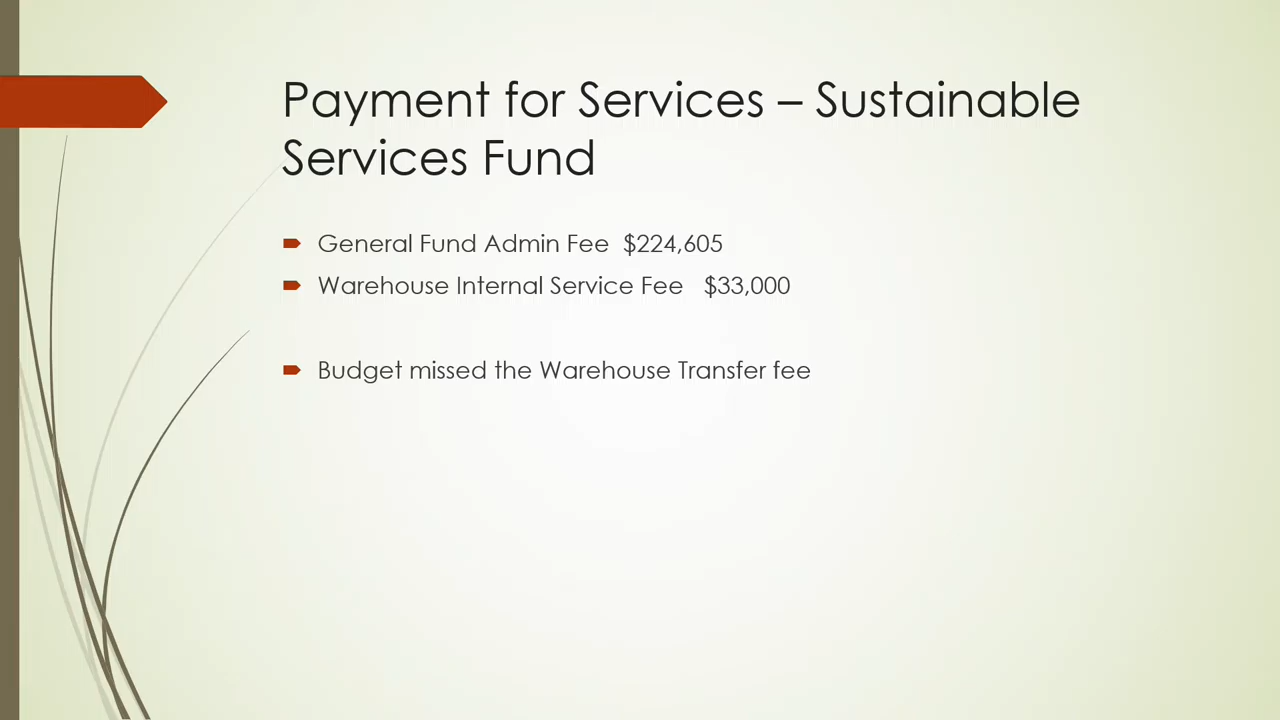 Payment for Services – Sustainable
Services Fund
General Fund Admin Fee  $224,605
Warehouse Internal Service Fee   $33,000
Budget missed the Warehouse Transfer fee